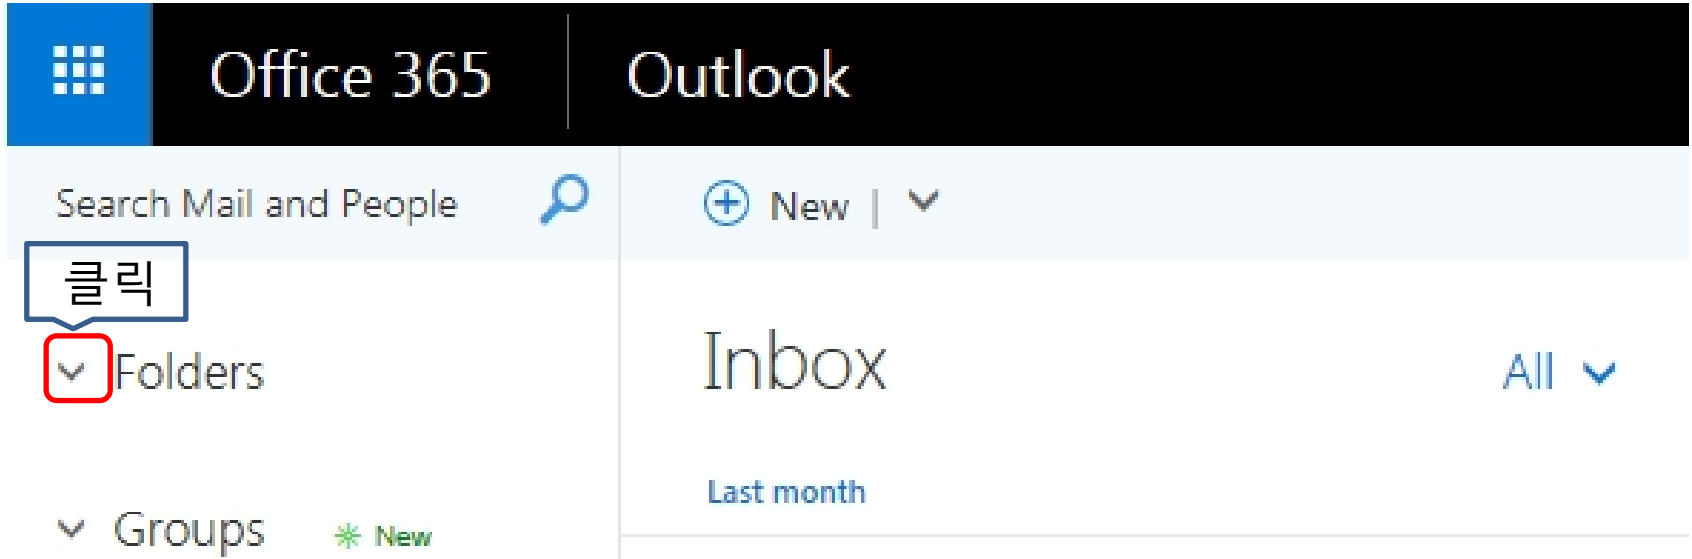 Office 365 Outlook
Search Mail and People
New
클릭
Folders
Inbox
All
Last month
Groups
New